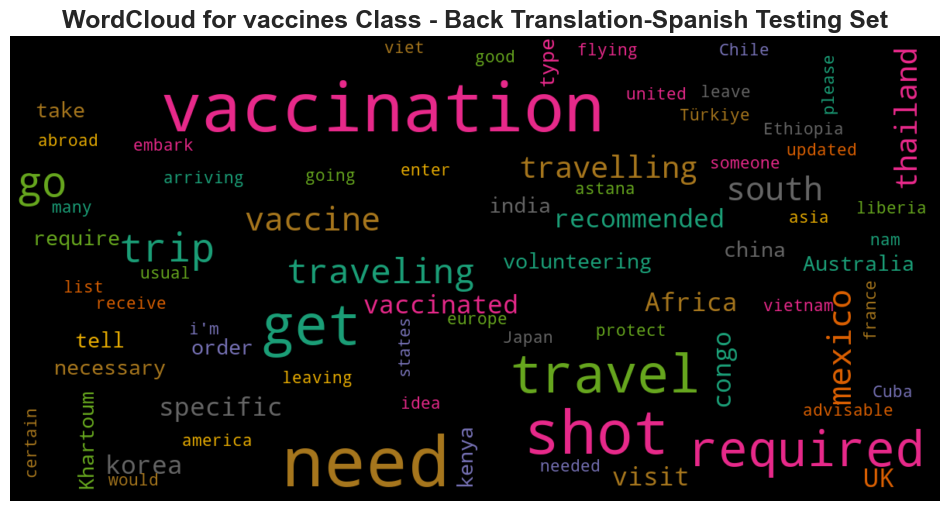 WordCloud for vaccines Class - Back Translation-Spanish Testing Set
viet
good
type
flying
Chile
thailand
please
vaccination
united
leave
take
Türkiye
Ethiopia
abroad
embark
updated
someone
travelling
enter
going
arriving
go
astana
south
many
india
liberia
asia
vaccine
recommended
require
trip
nam
china
usual
traveling
volunteering
Australia
list
receive
vaccinated
Africa
vietnam
france
mexico
get
i'm
europe
states
protect
tell
order
Japan
congo
necessary
leaving
travel
Cuba
Khartoum
specific
idea
advisable
certain
america
shot
required
need
kenya
korea
needed
would
visit
UK